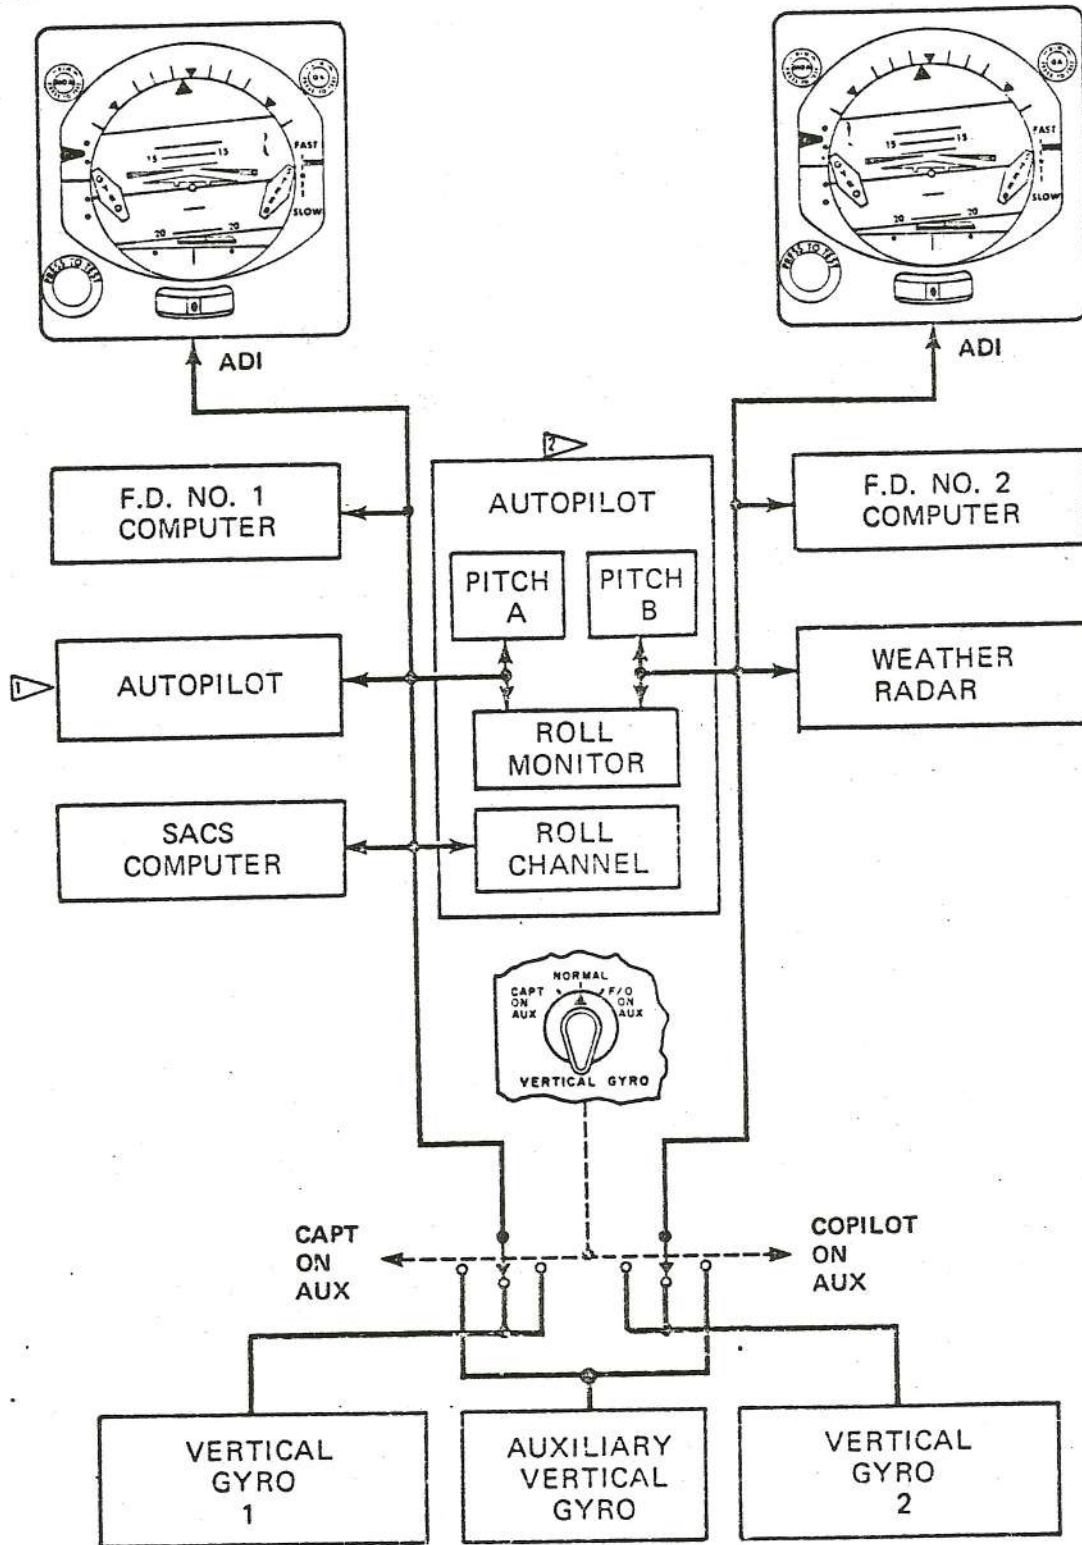 FAST
15 15
GYRO
SLOW
20 20
PRESS TO TEST
ADI
FAST
15 15
GYRO
SLOW
20 20
PRESS TO TEST
ADI
2
F.D. NO. 1
COMPUTER
AUTOPILOT
F.D. NO. 2
COMPUTER
PITCH
A
PITCH
B
1
AUTOPILOT
WEATHER
RADAR
ROLL
MONITOR
SACS
COMPUTER
ROLL
CHANNEL
NORMAL
CAPT
ON
AUX
F/O
ON
AUX
VERTICAL GYRO
CAPT
ON
AUX
COPILOT
ON
AUX
VERTICAL
GYRO
1
AUXILIARY
VERTICAL
GYRO
VERTICAL
GYRO
2